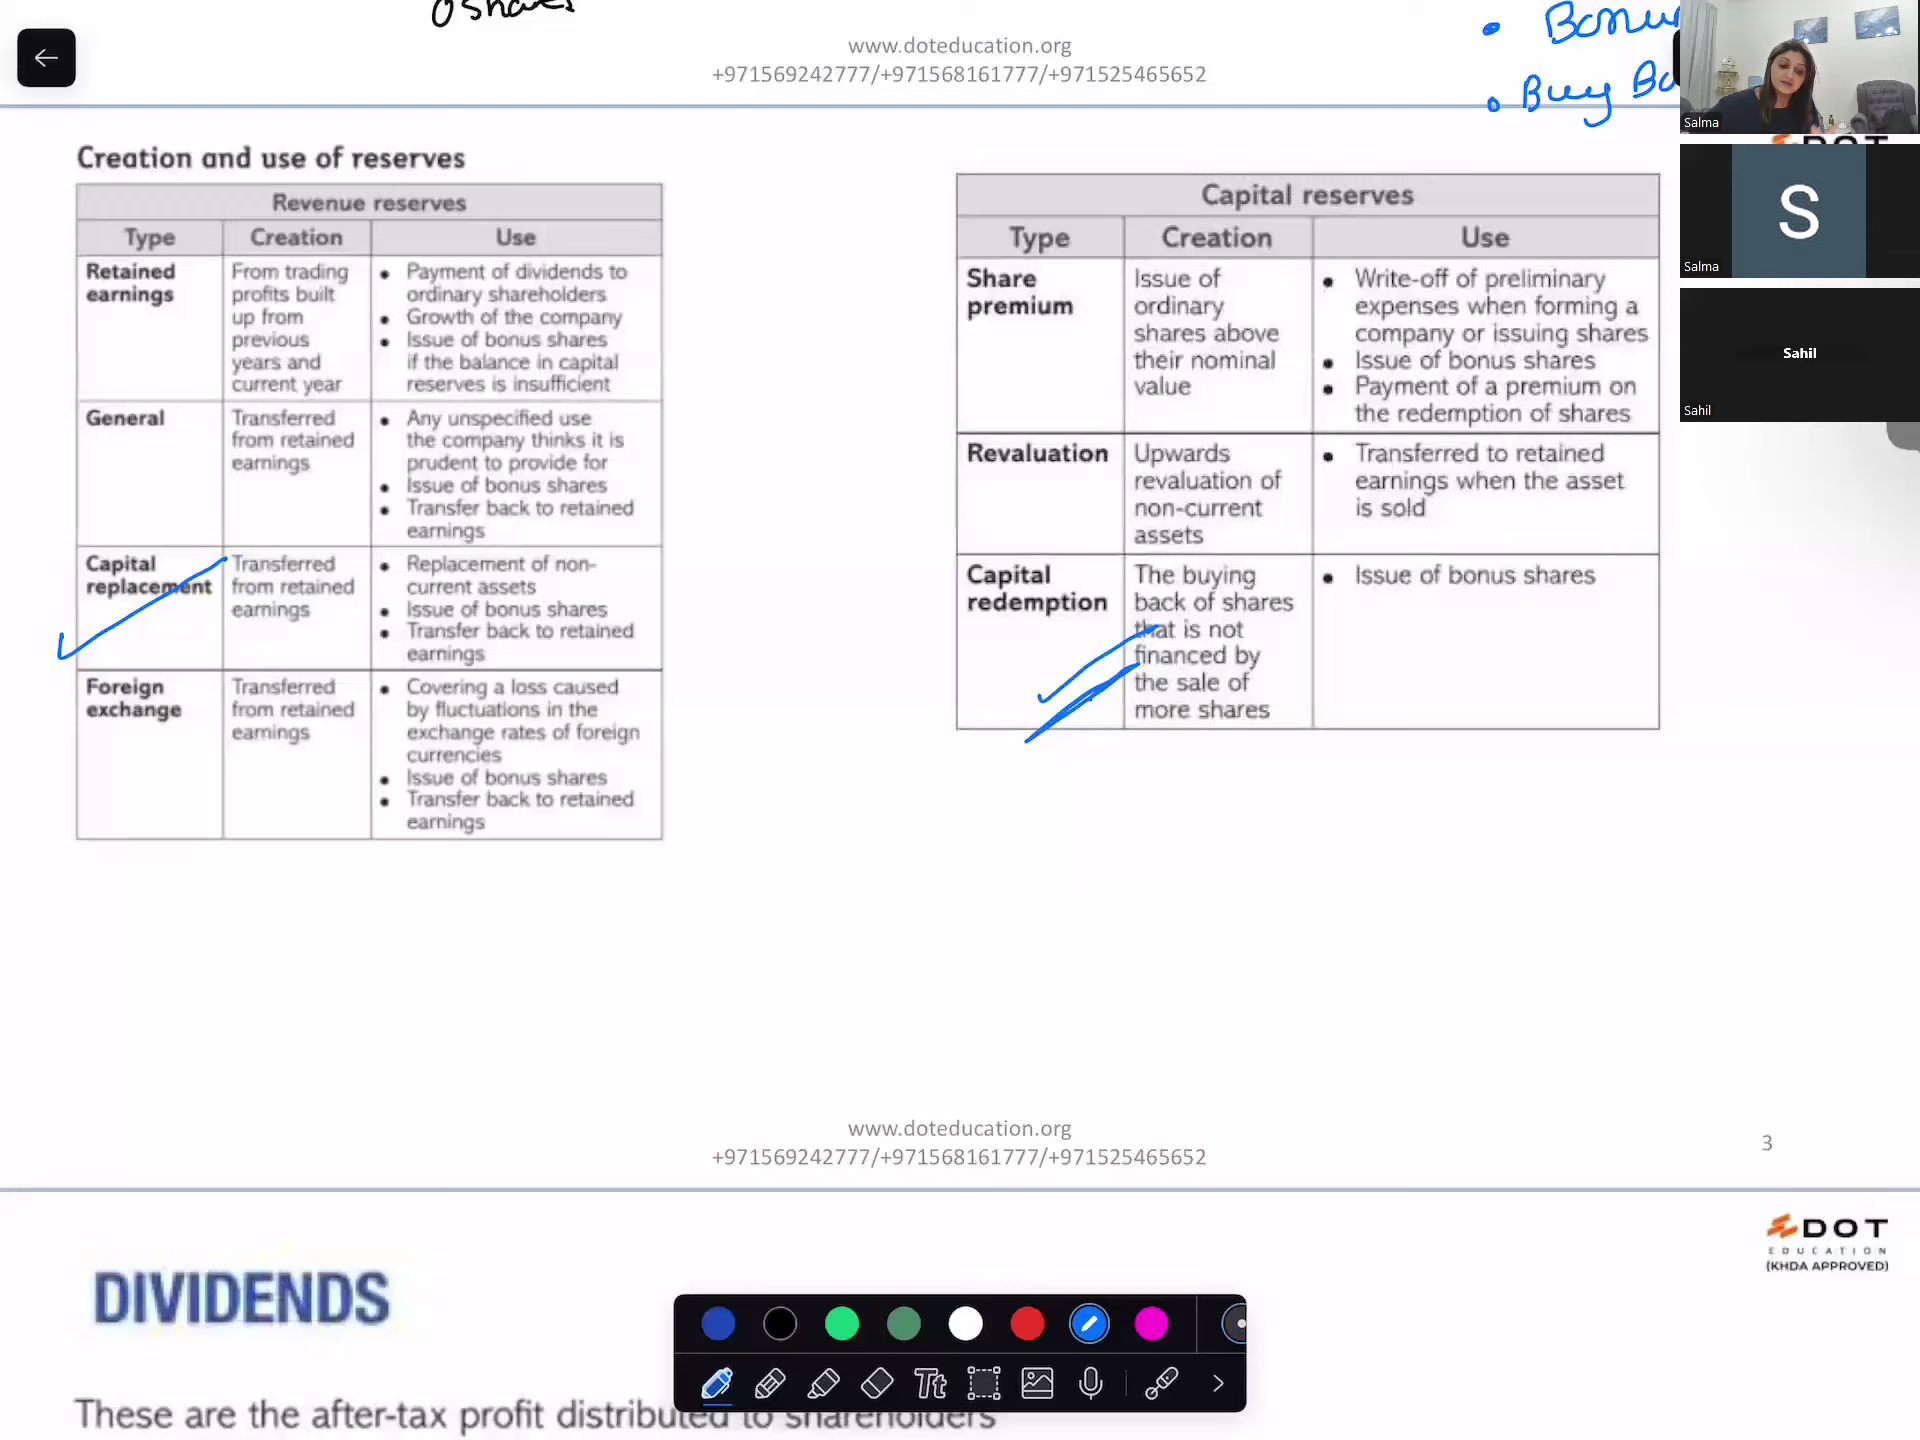 www.doteducation.org
+971569242777/+971568161777/+971525465652
• Bonu
• Buy Ba
Salma
Salma
S
Sahil
Sahil
Creation and use of reserves
Revenue reserves
Type Creation Use
Retained
earnings
From trading
profits built
up from
previous
years and
current year
• Payment of dividends to
ordinary shareholders
• Growth of the company
• Issue of bonus shares
if the balance in capital
reserves is insufficient
General
Transferred
from retained
earnings
• Any unspecified use
the company thinks it is
prudent to provide for
• Issue of bonus shares
• Transfer back to retained
earnings
Capital
replacement
Transferred
from retained
earnings
• Replacement of non-
current assets
• Issue of bonus shares
• Transfer back to retained
earnings
Foreign
exchange
Transferred
from retained
earnings
• Covering a loss caused
by fluctuations in the
exchange rates of foreign
currencies
• Issue of bonus shares
• Transfer back to retained
earnings
Capital reserves
Type Creation Use
Share
premium
Issue of
ordinary
shares above
their nominal
value
• Write-off of preliminary
expenses when forming a
company or issuing shares
• Issue of bonus shares
• Payment of a premium on
the redemption of shares
Revaluation
Upwards
revaluation of
non-current
assets
• Transferred to retained
earnings when the asset
is sold
Capital
redemption
The buying
back of shares
that is not
financed by
the sale of
more shares
• Issue of bonus shares
www.doteducation.org
+971569242777/+971568161777/+971525465652
3
DOT
EDUCATION
(KHDA APPROVED)
DIVIDENDS
Tt
These are the after-tax profit distributed to shareholders